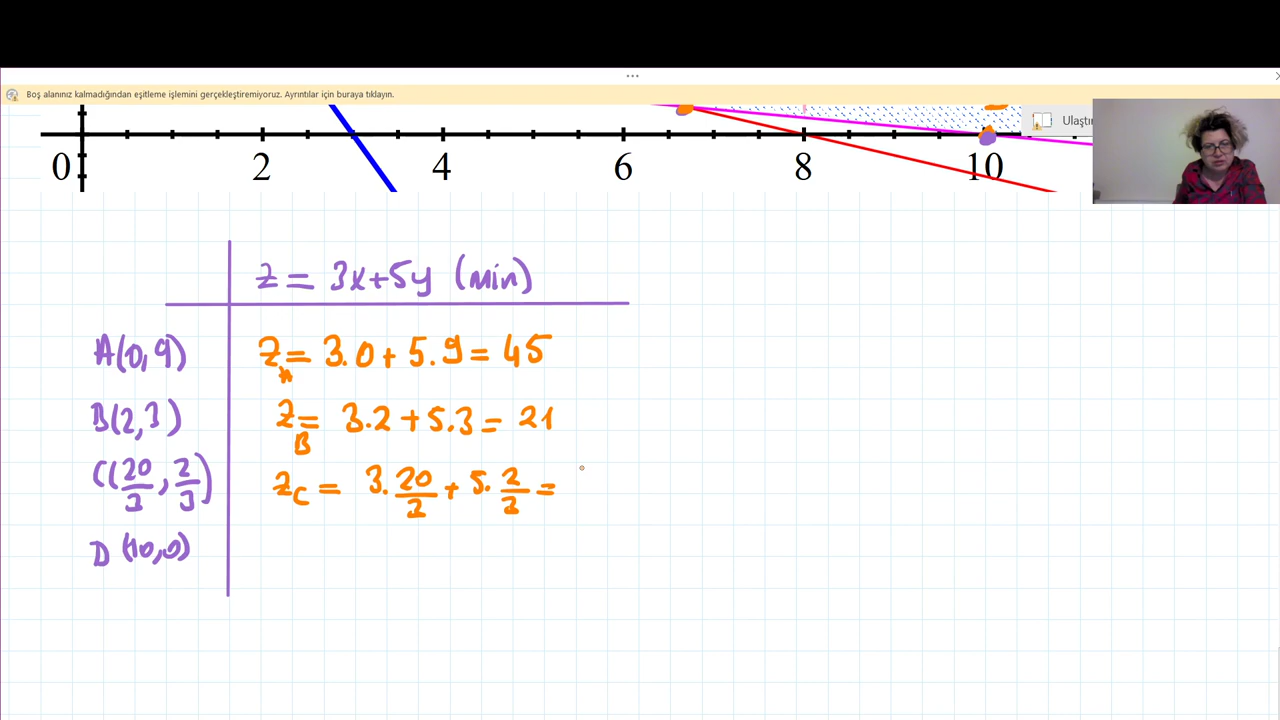 Boş alanınız kalmadığından eşitleme işlemini gerçekleştiremiyoruz. Ayrıntılar için buraya tıklayın.
Ulaştır
0 2 4 6 8 10
z = 3x+5y (min)
A(0,9) z_A = 3.0 + 5.9 = 45
B(2,3) z_B = 3.2 + 5.3 = 21
C(20/3, 2/3) z_C = 3. 20/3 + 5. 2/3 =
D (10,0)